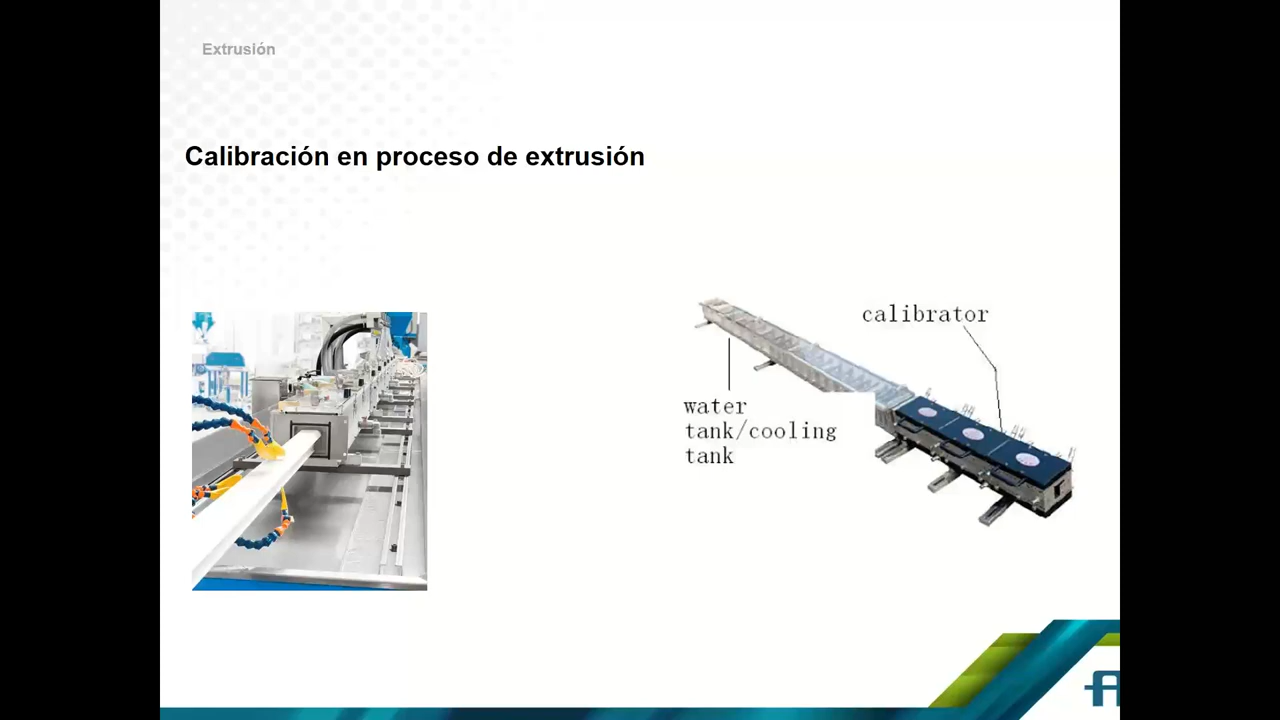 Extrusión
Calibración en proceso de extrusión
calibrator
water
tank/cooling
tank